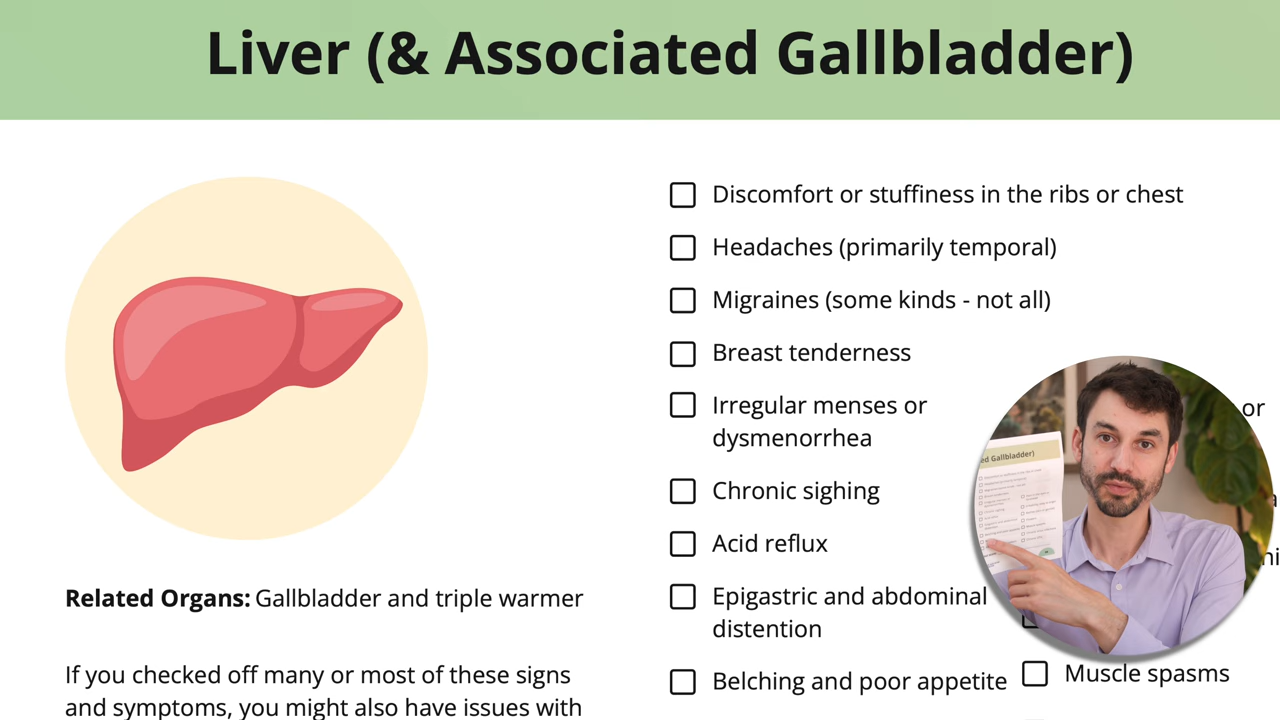 Liver (& Associated Gallbladder)
Discomfort or stuffiness in the ribs or chest
Headaches (primarily temporal)
Migraines (some kinds - not all)
Breast tenderness
Irregular menses or
dysmenorrhea
Chronic sighing
Acid reflux
Epigastric and abdominal
distention
Belching and poor appetite
or
Muscle spasms
ed Gallbladder)
Related Organs: Gallbladder and triple warmer
If you checked off many or most of these signs
and symptoms, you might also have issues with